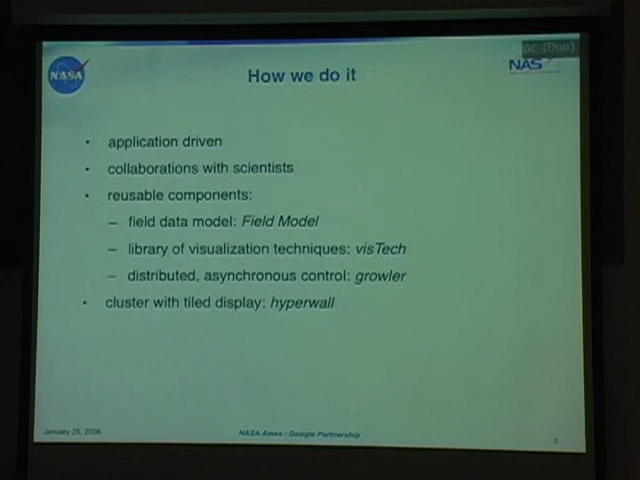 pc (Duo)
NASA
NAS
How we do it
• application driven
• collaborations with scientists
• reusable components:
– field data model: Field Model
– library of visualization techniques: visTech
– distributed, asynchronous control: growler
• cluster with tiled display: hyperwall
January 25, 2006
NASA Ames / Google Partnership
3